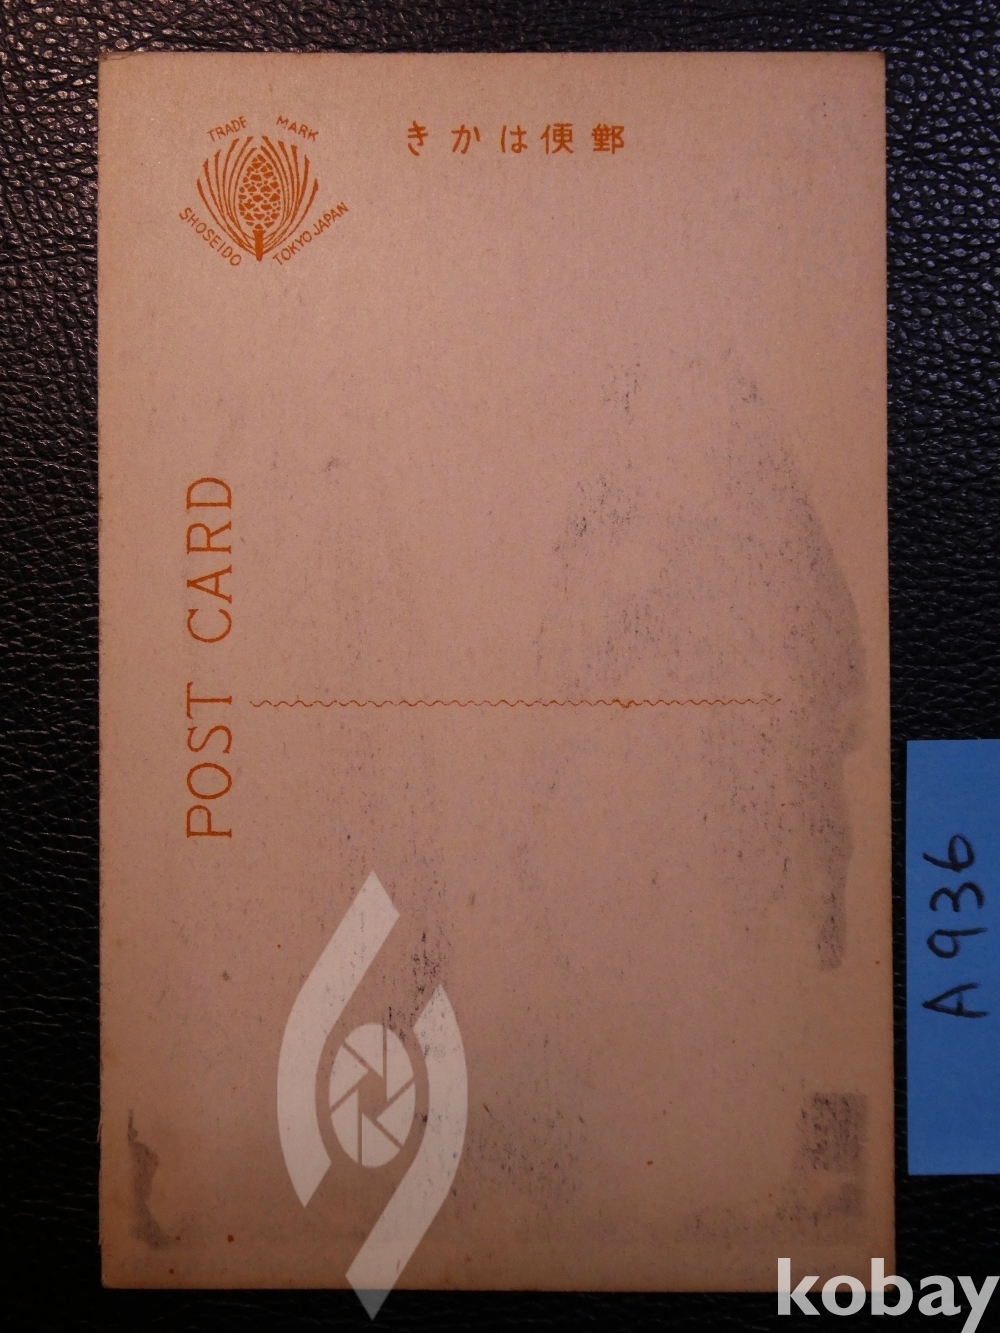 TRADE MARK
SHOSEIDO TOKYO JAPAN
きかは便郵
POST CARD
A936
kobay